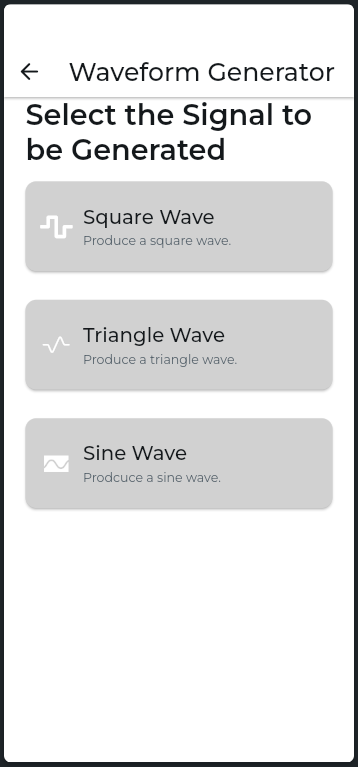 Waveform Generator
Select the Signal to
be Generated
Square Wave
Produce a square wave.
Triangle Wave
Produce a triangle wave.
Sine Wave
Prodcuce a sine wave.